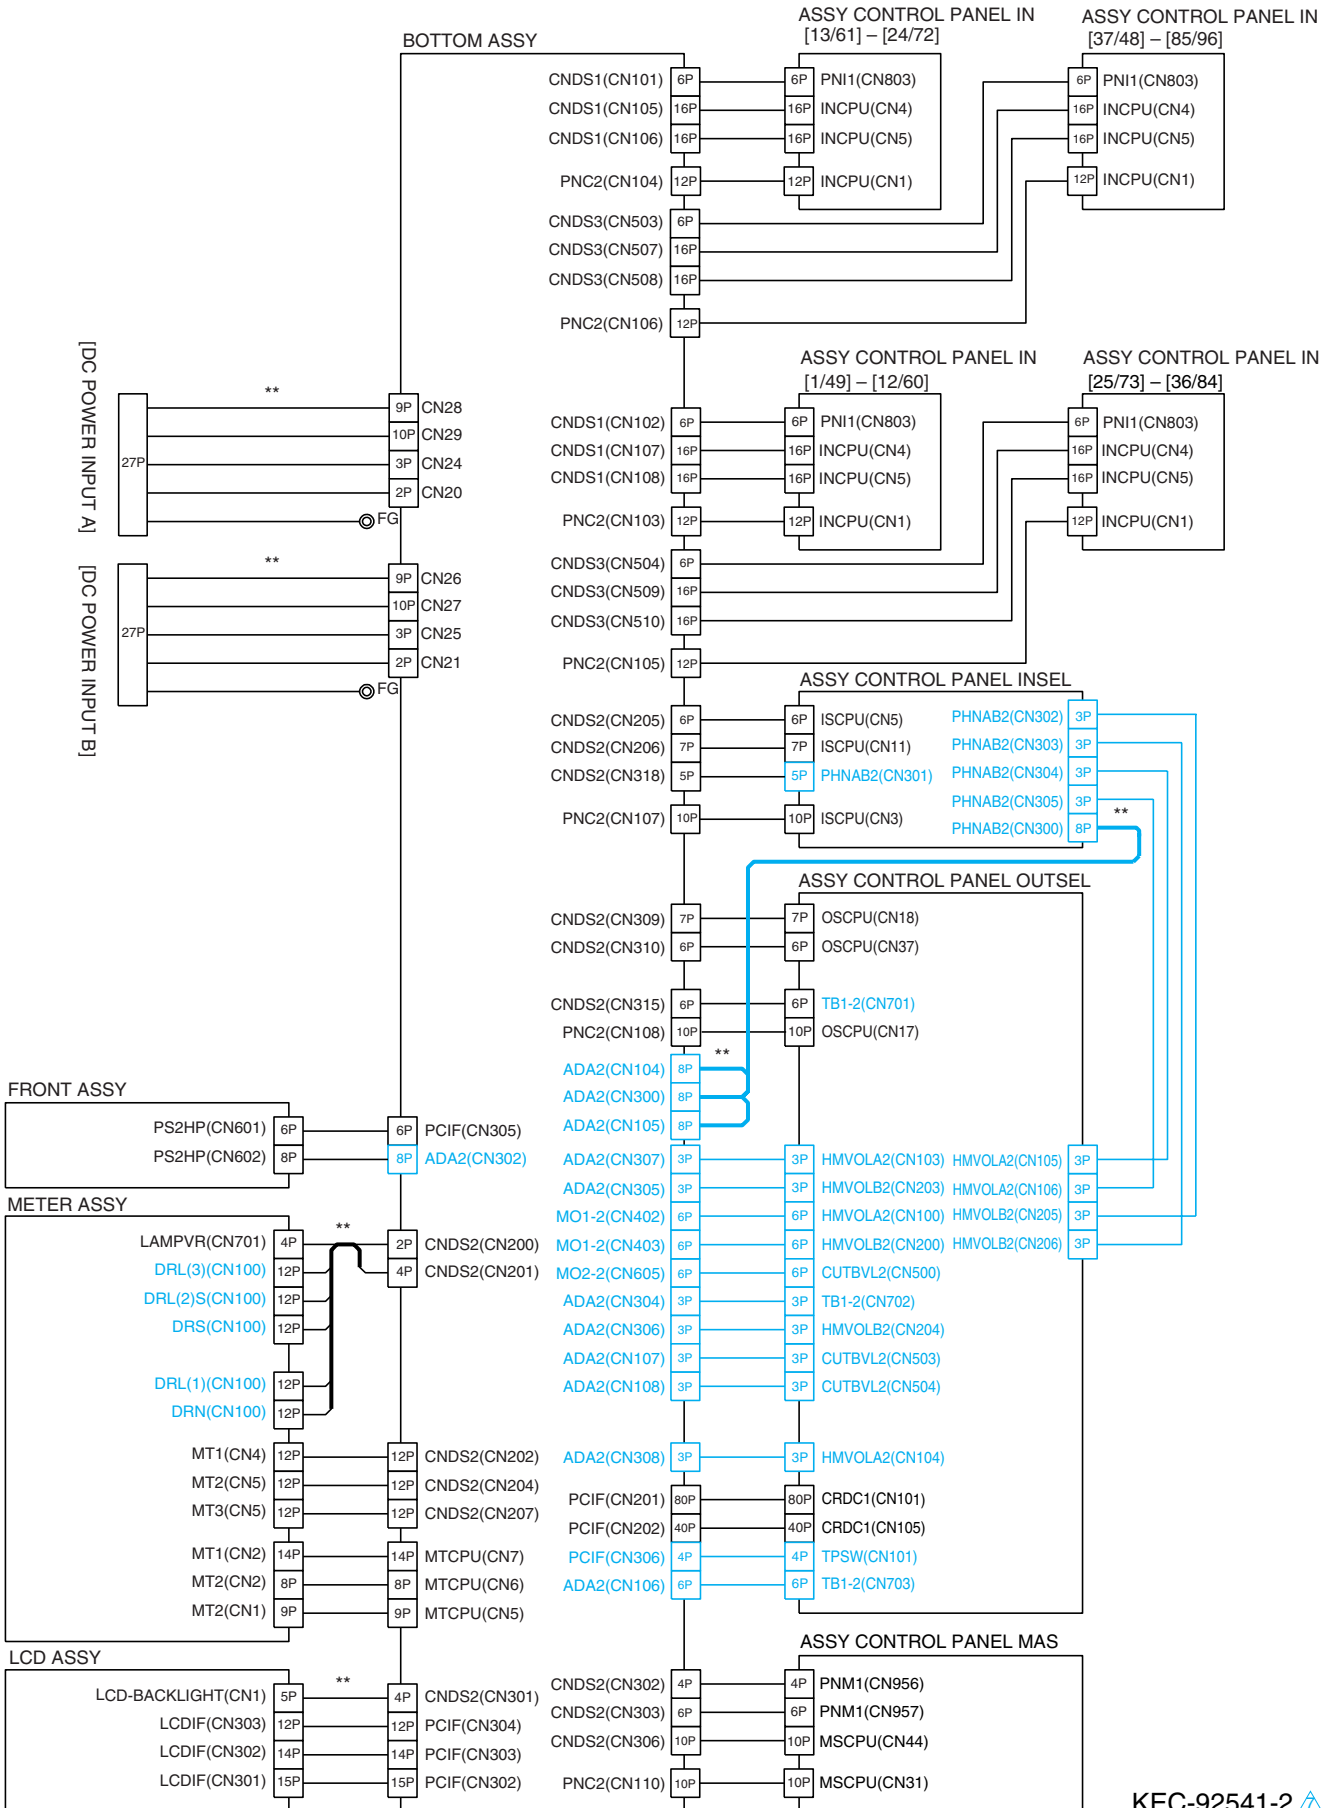 ASSY CONTROL PANEL IN
[13/61] – [24/72]
ASSY CONTROL PANEL IN
[37/48] – [85/96]
BOTTOM ASSY
CNDS1(CN101) 6P 6P PNI1(CN803) 6P PNI1(CN803)
CNDS1(CN105) 16P 16P INCPU(CN4) 16P INCPU(CN4)
CNDS1(CN106) 16P 16P INCPU(CN5) 16P INCPU(CN5)
PNC2(CN104) 12P 12P INCPU(CN1) 12P INCPU(CN1)
CNDS3(CN503) 6P
CNDS3(CN507) 16P
CNDS3(CN508) 16P
PNC2(CN106) 12P
[DC POWER INPUT A]
27P
**
9P CN28
10P CN29
3P CN24
2P CN20
FG
[DC POWER INPUT B]
27P
**
9P CN26
10P CN27
3P CN25
2P CN21
FG
ASSY CONTROL PANEL IN
[1/49] – [12/60]
ASSY CONTROL PANEL IN
[25/73] – [36/84]
CNDS1(CN102) 6P 6P PNI1(CN803) 6P PNI1(CN803)
CNDS1(CN107) 16P 16P INCPU(CN4) 16P INCPU(CN4)
CNDS1(CN108) 16P 16P INCPU(CN5) 16P INCPU(CN5)
PNC2(CN103) 12P 12P INCPU(CN1) 12P INCPU(CN1)
CNDS3(CN504) 6P
CNDS3(CN509) 16P
CNDS3(CN510) 16P
PNC2(CN105) 12P
ASSY CONTROL PANEL INSEL
CNDS2(CN205) 6P 6P ISCPU(CN5) PHNAB2(CN302) 3P
CNDS2(CN206) 7P 7P ISCPU(CN11) PHNAB2(CN303) 3P
CNDS2(CN318) 5P 5P PHNAB2(CN301) PHNAB2(CN304) 3P
PHNAB2(CN305) 3P
**
PNC2(CN107) 10P 10P ISCPU(CN3) PHNAB2(CN300) 8P
ASSY CONTROL PANEL OUTSEL
CNDS2(CN309) 7P 7P OSCPU(CN18)
CNDS2(CN310) 6P 6P OSCPU(CN37)
CNDS2(CN315) 6P 6P TB1-2(CN701)
PNC2(CN108) 10P 10P OSCPU(CN17)
**
ADA2(CN104) 8P
ADA2(CN300) 8P
ADA2(CN105) 8P
ADA2(CN307) 3P 3P HMVOLA2(CN103) HMVOLA2(CN105) 3P
ADA2(CN305) 3P 3P HMVOLB2(CN203) HMVOLA2(CN106) 3P
MO1-2(CN402) 6P 6P HMVOLA2(CN100) HMVOLB2(CN205) 3P
MO1-2(CN403) 6P 6P HMVOLB2(CN200) HMVOLB2(CN206) 3P
MO2-2(CN605) 6P 6P CUTBVL2(CN500)
ADA2(CN304) 3P 3P TB1-2(CN702)
ADA2(CN306) 3P 3P HMVOLB2(CN204)
ADA2(CN107) 3P 3P CUTBVL2(CN503)
ADA2(CN108) 3P 3P CUTBVL2(CN504)
ADA2(CN308) 3P 3P HMVOLA2(CN104)
PCIF(CN201) 80P 80P CRDC1(CN101)
PCIF(CN202) 40P 40P CRDC1(CN105)
PCIF(CN306) 4P 4P TPSW(CN101)
ADA2(CN106) 6P 6P TB1-2(CN703)
FRONT ASSY
PS2HP(CN601) 6P 6P PCIF(CN305)
PS2HP(CN602) 8P 8P ADA2(CN302)
METER ASSY
**
LAMPVR(CN701) 4P 2P CNDS2(CN200)
DRL(3)(CN100) 12P 4P CNDS2(CN201)
DRL(2)S(CN100) 12P
DRS(CN100) 12P
DRL(1)(CN100) 12P
DRN(CN100) 12P
MT1(CN4) 12P 12P CNDS2(CN202)
MT2(CN5) 12P 12P CNDS2(CN204)
MT3(CN5) 12P 12P CNDS2(CN207)
MT1(CN2) 14P 14P MTCPU(CN7)
MT2(CN2) 8P 8P MTCPU(CN6)
MT2(CN1) 9P 9P MTCPU(CN5)
LCD ASSY
**
LCD-BACKLIGHT(CN1) 5P 4P CNDS2(CN301)
LCDIF(CN303) 12P 12P PCIF(CN304)
LCDIF(CN302) 14P 14P PCIF(CN303)
LCDIF(CN301) 15P 15P PCIF(CN302)
ASSY CONTROL PANEL MAS
CNDS2(CN302) 4P 4P PNM1(CN956)
CNDS2(CN303) 6P 6P PNM1(CN957)
CNDS2(CN306) 10P 10P MSCPU(CN44)
PNC2(CN110) 10P 10P MSCPU(CN31)
KEC-92541-2